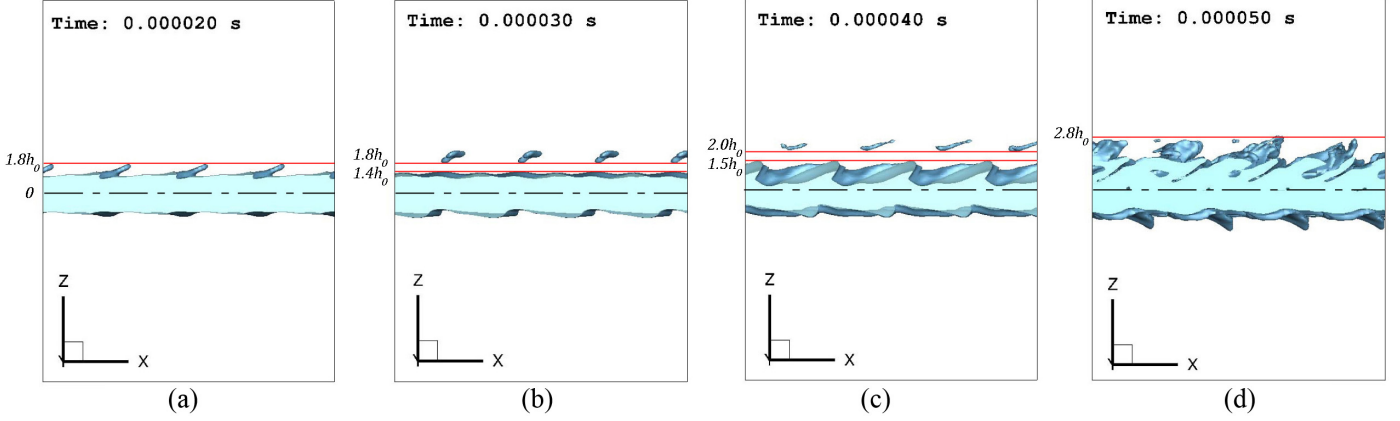 Time: 0.000020 s
1.8h₀
0
Z
Y
X
(a)
Time: 0.000030 s
1.8h₀
1.4h₀
Z
Y
X
(b)
Time: 0.000040 s
2.0h₀
1.5h₀
Z
Y
X
(c)
Time: 0.000050 s
2.8h₀
Z
Y
X
(d)